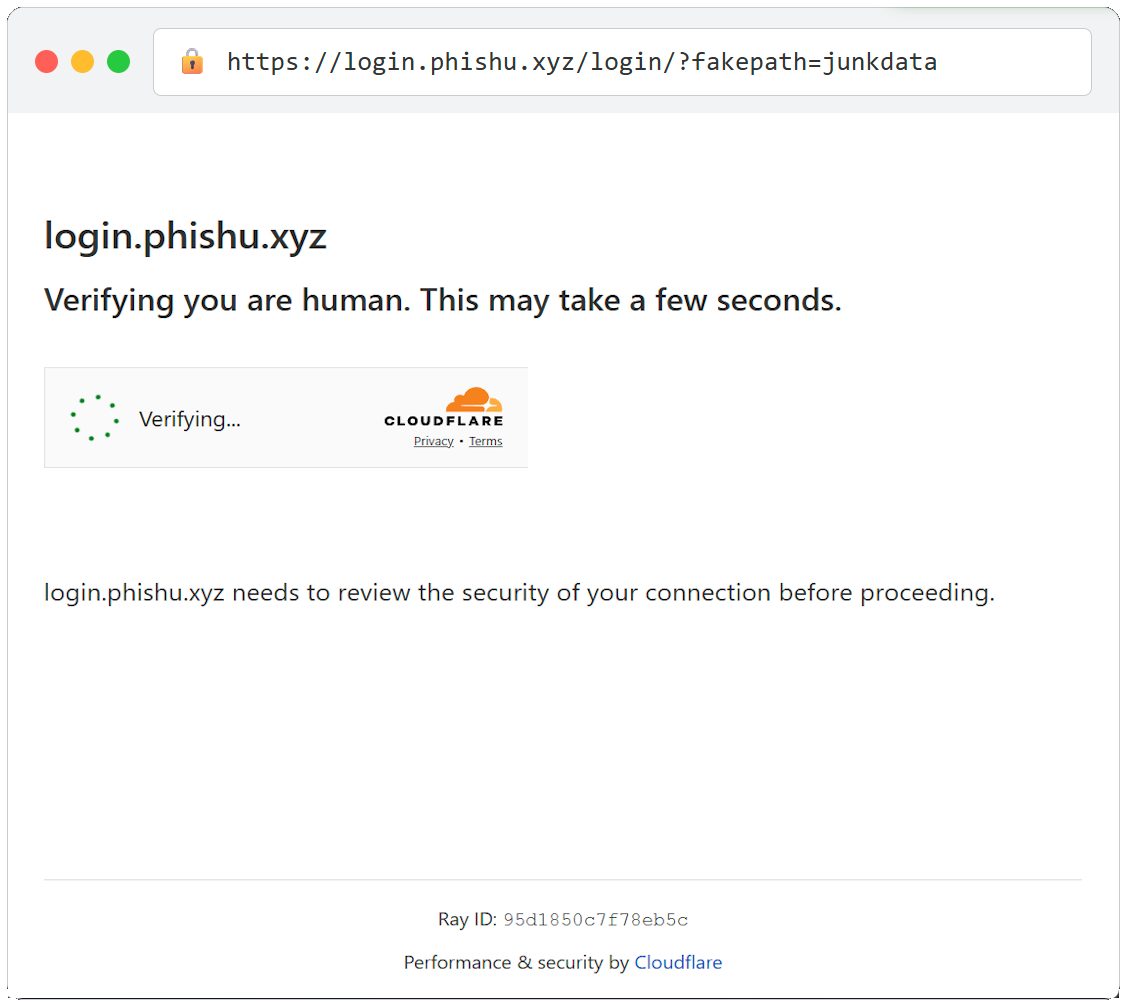 https://login.phishu.xyz/login/?fakepath=junkdata
login.phishu.xyz
Verifying you are human. This may take a few seconds.
Verifying...
CLOUDFLARE
Privacy • Terms
login.phishu.xyz needs to review the security of your connection before proceeding.
Ray ID: 95d1850c7f78eb5c
Performance & security by Cloudflare